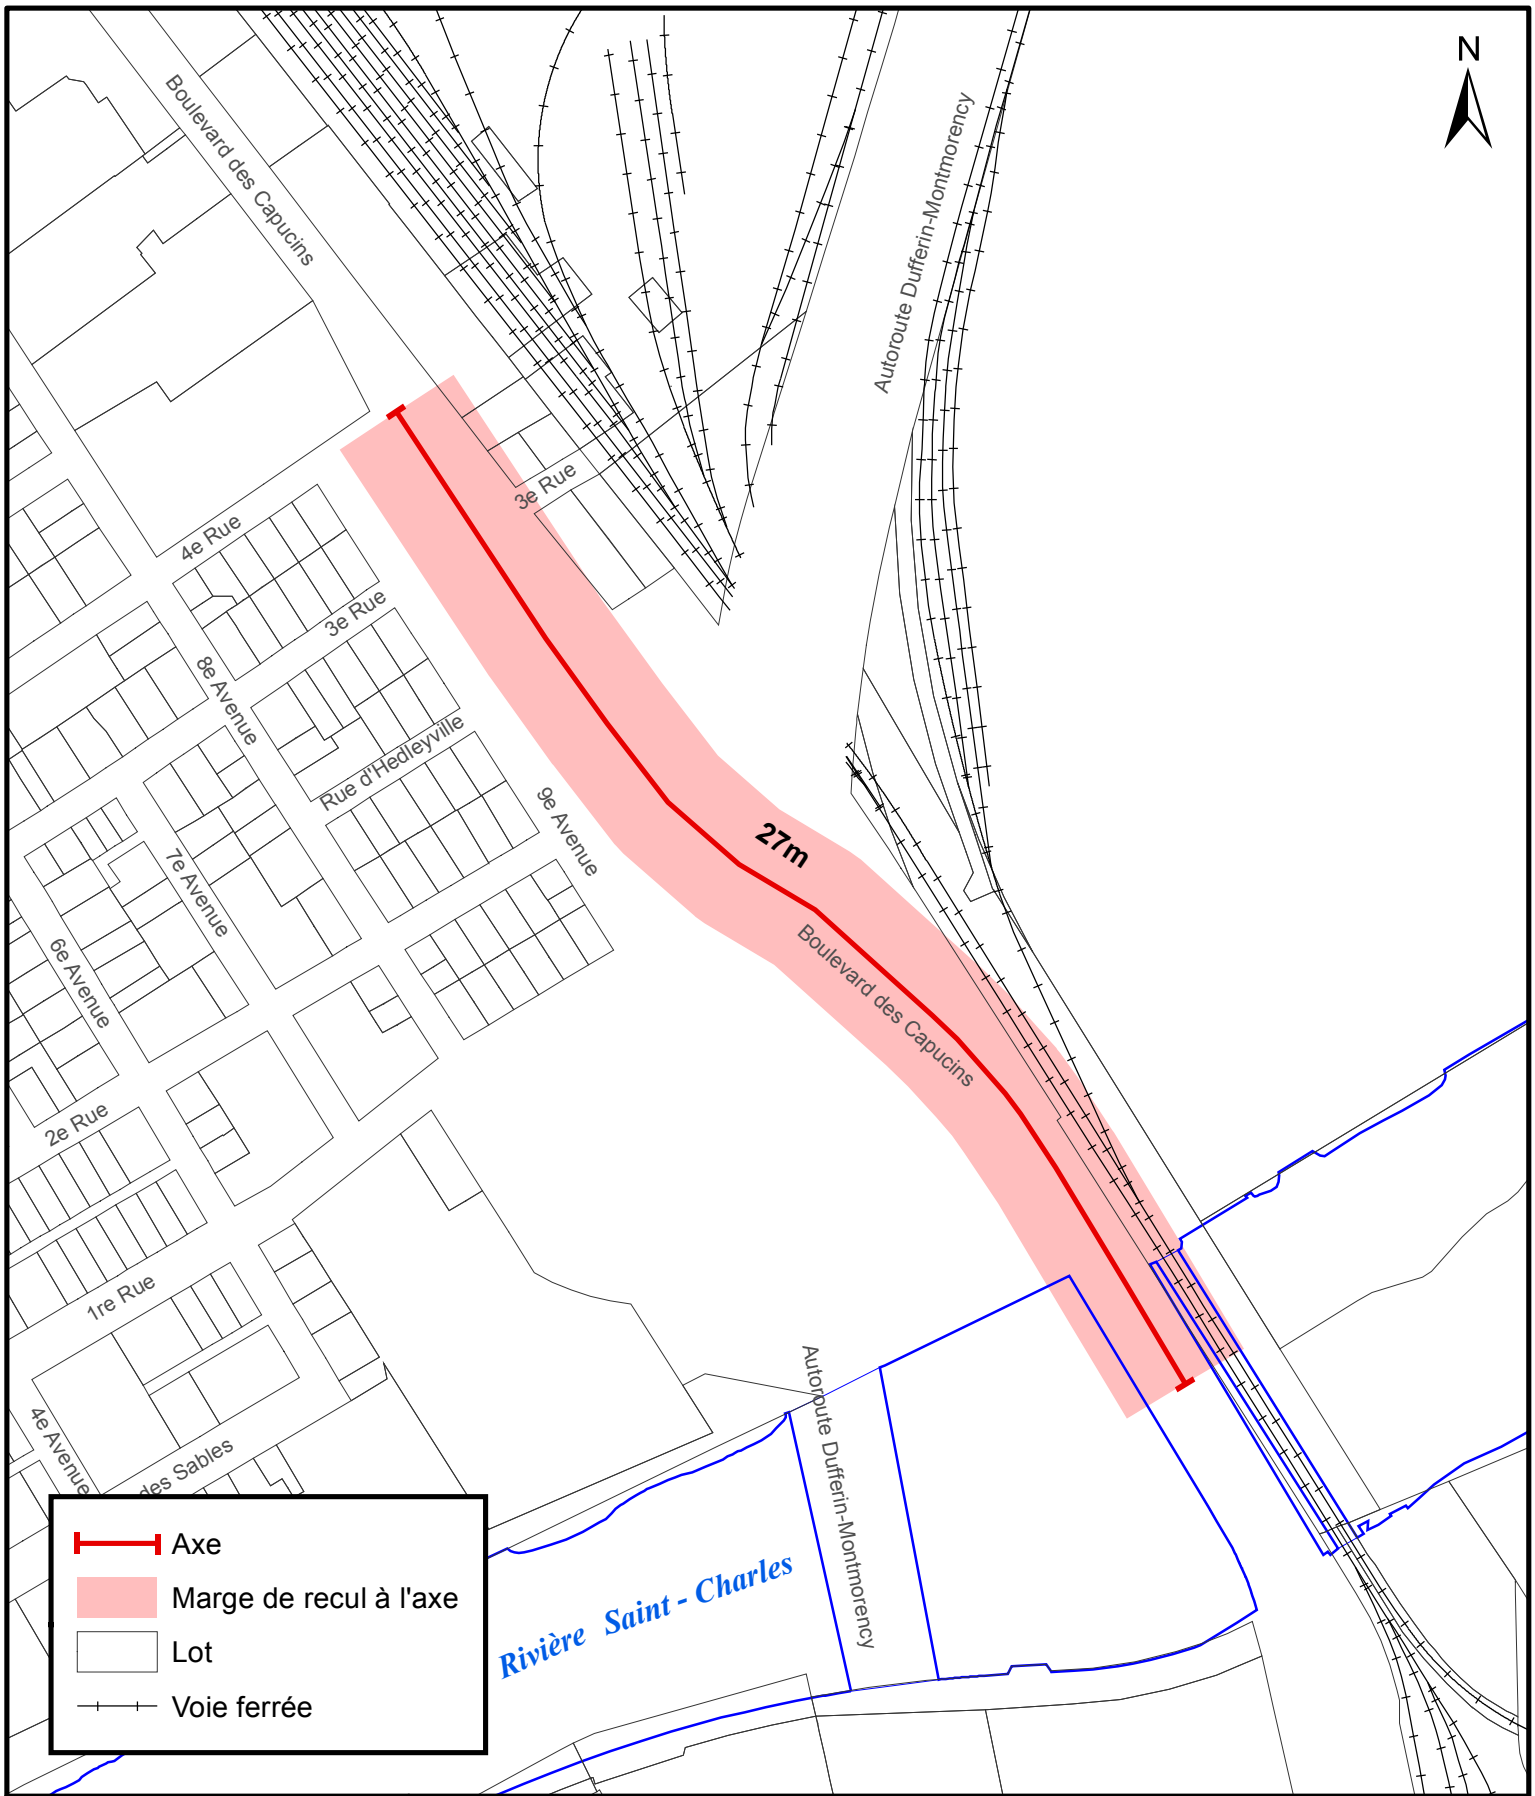 N
Boulevard des Capucins
Autoroute Dufferin-Montmorency
3e Rue
4e Rue
3e Rue
8e Avenue
Rue d'Hedleyville
9e Avenue
27m
7e Avenue
6e Avenue
Boulevard des Capucins
2e Rue
1re Rue
4e Avenue
des Sables
Autoroute Dufferin-Montmorency
Rivière Saint - Charles
Axe
Marge de recul à l'axe
Lot
Voie ferrée